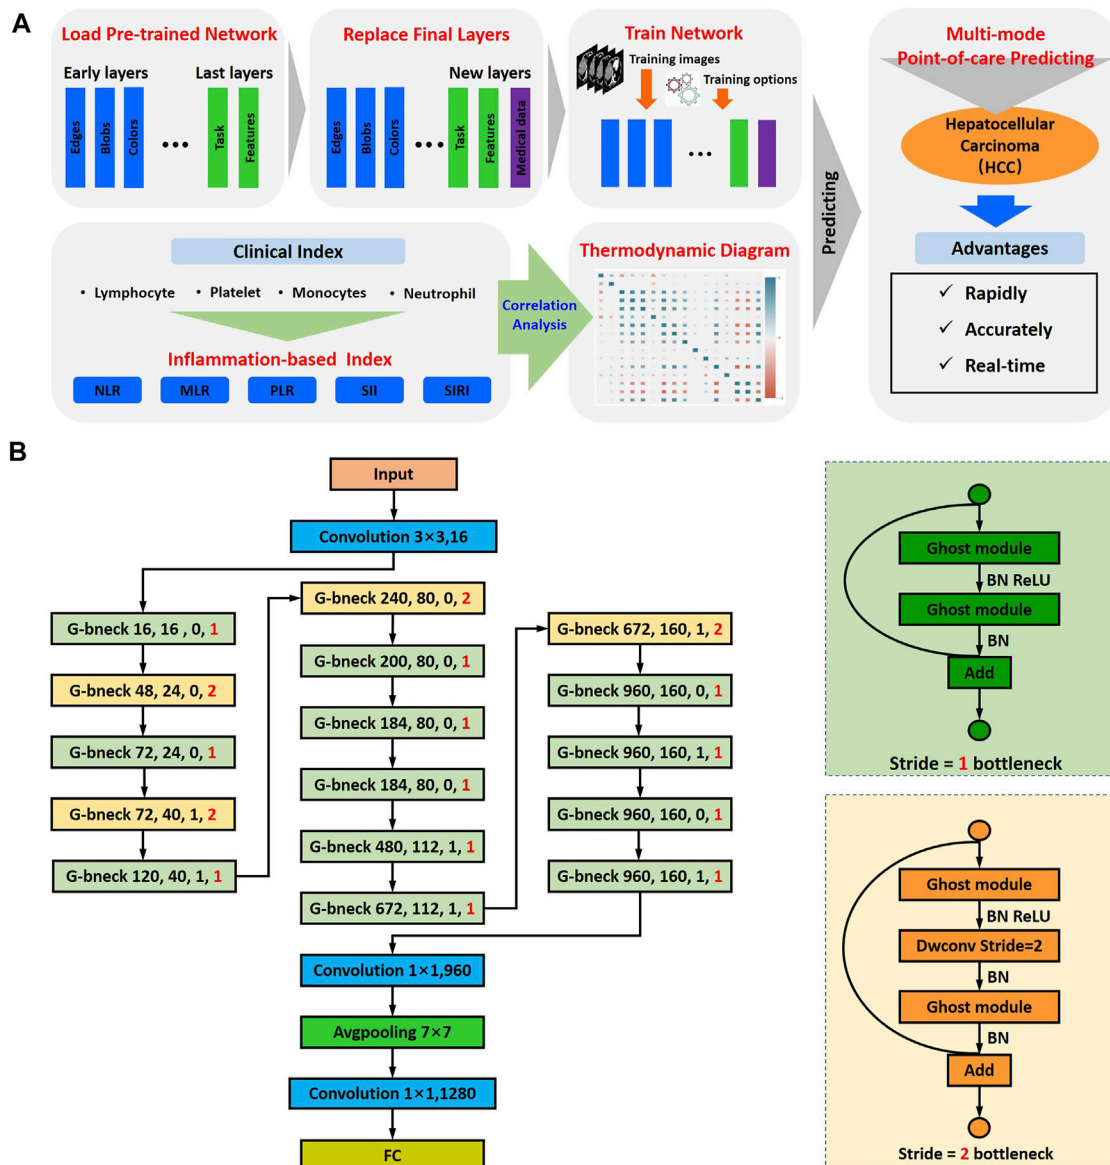 A
Load Pre-trained Network
Early layers
Last layers
Edges
Blobs
Colors
•••
Task
Features
Replace Final Layers
New layers
Edges
Blobs
Colors
•••
Task
Features
Medical data
Train Network
Training images
Training options
•••
Predicting
Multi-mode
Point-of-care Predicting
Hepatocellular
Carcinoma
(HCC)
Advantages
✓ Rapidly
✓ Accurately
✓ Real-time
Clinical Index
• Lymphocyte • Platelet • Monocytes • Neutrophil
Inflammation-based Index
NLR MLR PLR SII SIRI
Correlation
Analysis
Thermodynamic Diagram
B
Input
Convolution 3×3,16
G-bneck 16, 16 , 0, 1
G-bneck 48, 24, 0, 2
G-bneck 72, 24, 0, 1
G-bneck 72, 40, 1, 2
G-bneck 120, 40, 1, 1
G-bneck 240, 80, 0, 2
G-bneck 200, 80, 0, 1
G-bneck 184, 80, 0, 1
G-bneck 184, 80, 0, 1
G-bneck 480, 112, 1, 1
G-bneck 672, 112, 1, 1
G-bneck 672, 160, 1, 2
G-bneck 960, 160, 0, 1
G-bneck 960, 160, 1, 1
G-bneck 960, 160, 0, 1
G-bneck 960, 160, 1, 1
Convolution 1×1,960
Avgpooling 7×7
Convolution 1×1,1280
FC
Ghost module
BN ReLU
Ghost module
BN
Add
Stride = 1 bottleneck
Ghost module
BN ReLU
Dwconv Stride=2
BN
Ghost module
BN
Add
Stride = 2 bottleneck